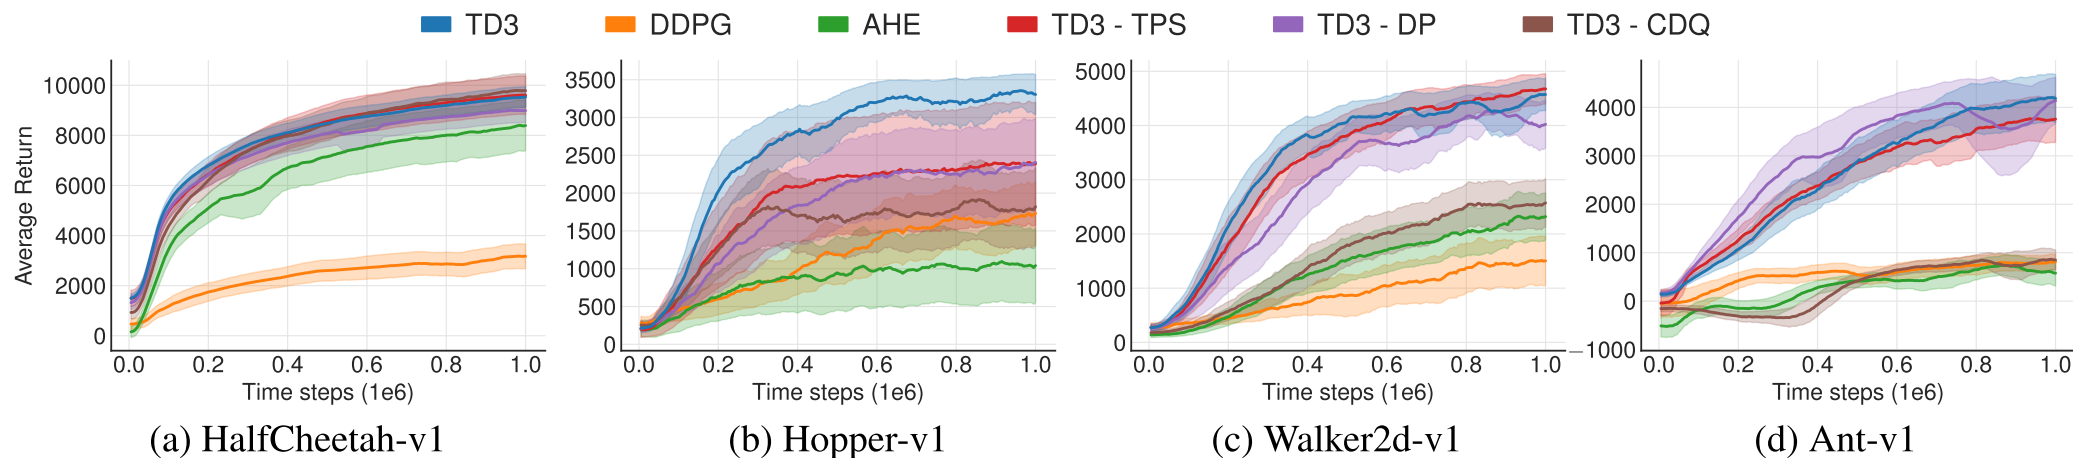 TD3 DDPG AHE TD3 - TPS TD3 - DP TD3 - CDQ
Average Return
10000
8000
6000
4000
2000
0
0.0 0.2 0.4 0.6 0.8 1.0
Time steps (1e6)
(a) HalfCheetah-v1
3500
3000
2500
2000
1500
1000
500
0
0.0 0.2 0.4 0.6 0.8 1.0
Time steps (1e6)
(b) Hopper-v1
5000
4000
3000
2000
1000
0
0.0 0.2 0.4 0.6 0.8 1.0
Time steps (1e6)
(c) Walker2d-v1
4000
3000
2000
1000
0
−1000
0.0 0.2 0.4 0.6 0.8 1.0
Time steps (1e6)
(d) Ant-v1